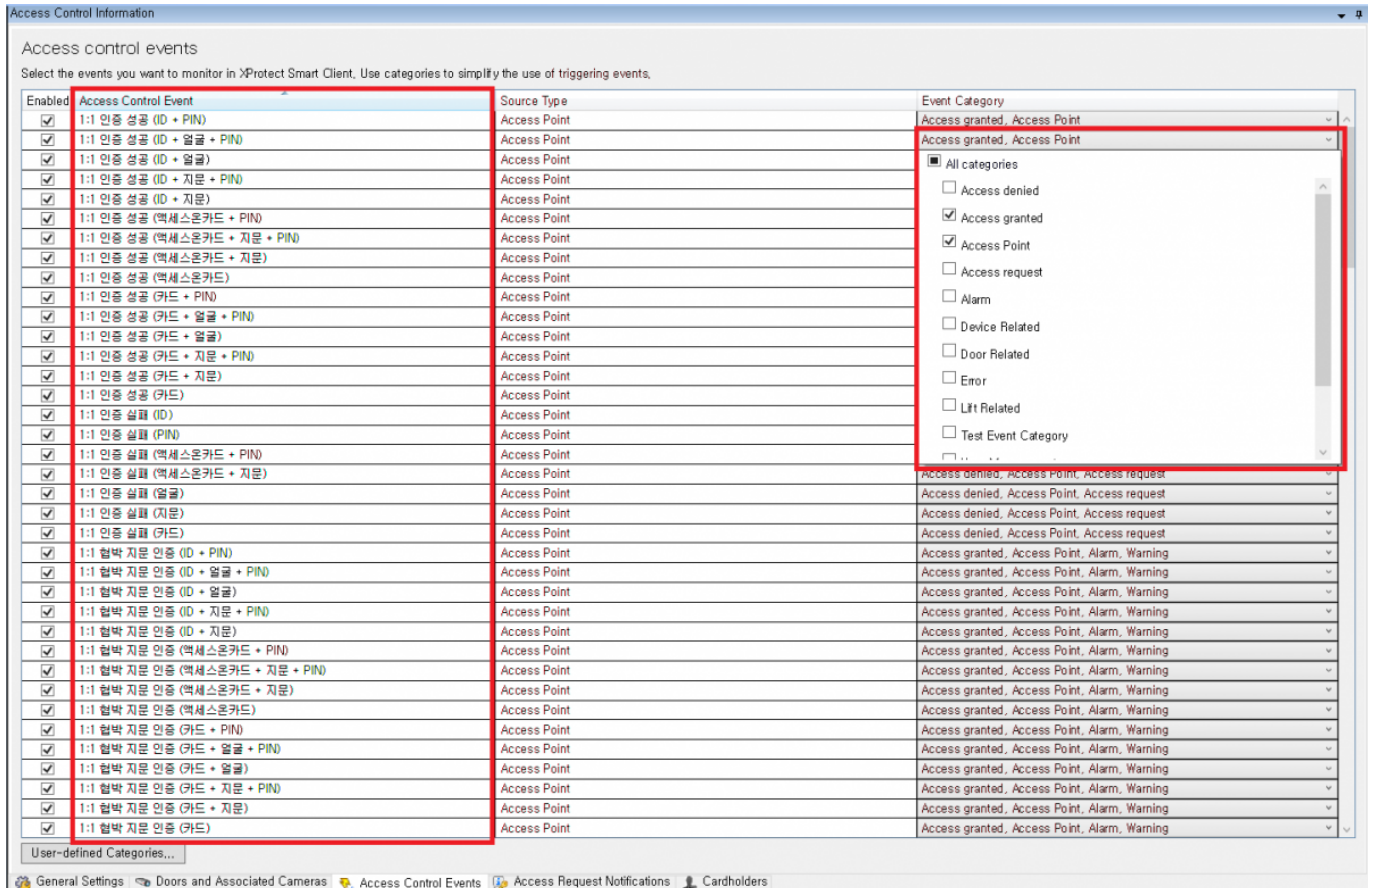 Access Control Information
Access control events
Select the events you want to monitor in XProtect Smart Client. Use categories to simplify the use of triggering events.
Enabled Access Control Event Source Type Event Category
1:1 인증 성공 (ID + PIN) Access Point Access granted, Access Point
1:1 인증 성공 (ID + 얼굴 + PIN) Access Point Access granted, Access Point
1:1 인증 성공 (ID + 얼굴) Access Point All categories
1:1 인증 성공 (ID + 지문 + PIN) Access Point Access denied
1:1 인증 성공 (ID + 지문) Access Point
1:1 인증 성공 (액세스온카드 + PIN) Access Point Access granted
1:1 인증 성공 (액세스온카드 + 지문 + PIN) Access Point Access Point
1:1 인증 성공 (액세스온카드 + 지문) Access Point
1:1 인증 성공 (액세스온카드) Access Point Access request
1:1 인증 성공 (카드 + PIN) Access Point Alarm
1:1 인증 성공 (카드 + 얼굴 + PIN) Access Point Device Related
1:1 인증 성공 (카드 + 얼굴) Access Point
1:1 인증 성공 (카드 + 지문 + PIN) Access Point Door Related
1:1 인증 성공 (카드 + 지문) Access Point Error
1:1 인증 성공 (카드) Access Point
1:1 인증 실패 (ID) Access Point Lift Related
1:1 인증 실패 (PIN) Access Point Test Event Category
1:1 인증 실패 (액세스온카드 + PIN) Access Point
1:1 인증 실패 (액세스온카드 + 지문) Access Point Access denied, Access Point, Access request
1:1 인증 실패 (얼굴) Access Point Access denied, Access Point, Access request
1:1 인증 실패 (지문) Access Point Access denied, Access Point, Access request
1:1 인증 실패 (카드) Access Point Access denied, Access Point, Access request
1:1 협박 지문 인증 (ID + PIN) Access Point Access granted, Access Point, Alarm, Warning
1:1 협박 지문 인증 (ID + 얼굴 + PIN) Access Point Access granted, Access Point, Alarm, Warning
1:1 협박 지문 인증 (ID + 얼굴) Access Point Access granted, Access Point, Alarm, Warning
1:1 협박 지문 인증 (ID + 지문 + PIN) Access Point Access granted, Access Point, Alarm, Warning
1:1 협박 지문 인증 (ID + 지문) Access Point Access granted, Access Point, Alarm, Warning
1:1 협박 지문 인증 (액세스온카드 + PIN) Access Point Access granted, Access Point, Alarm, Warning
1:1 협박 지문 인증 (액세스온카드 + 지문 + PIN) Access Point Access granted, Access Point, Alarm, Warning
1:1 협박 지문 인증 (액세스온카드 + 지문) Access Point Access granted, Access Point, Alarm, Warning
1:1 협박 지문 인증 (액세스온카드) Access Point Access granted, Access Point, Alarm, Warning
1:1 협박 지문 인증 (카드 + PIN) Access Point Access granted, Access Point, Alarm, Warning
1:1 협박 지문 인증 (카드 + 얼굴 + PIN) Access Point Access granted, Access Point, Alarm, Warning
1:1 협박 지문 인증 (카드 + 얼굴) Access Point Access granted, Access Point, Alarm, Warning
1:1 협박 지문 인증 (카드 + 지문 + PIN) Access Point Access granted, Access Point, Alarm, Warning
1:1 협박 지문 인증 (카드 + 지문) Access Point Access granted, Access Point, Alarm, Warning
1:1 협박 지문 인증 (카드) Access Point Access granted, Access Point, Alarm, Warning
User-defined Categories...
General Settings Doors and Associated Cameras Access Control Events Access Request Notifications Cardholders